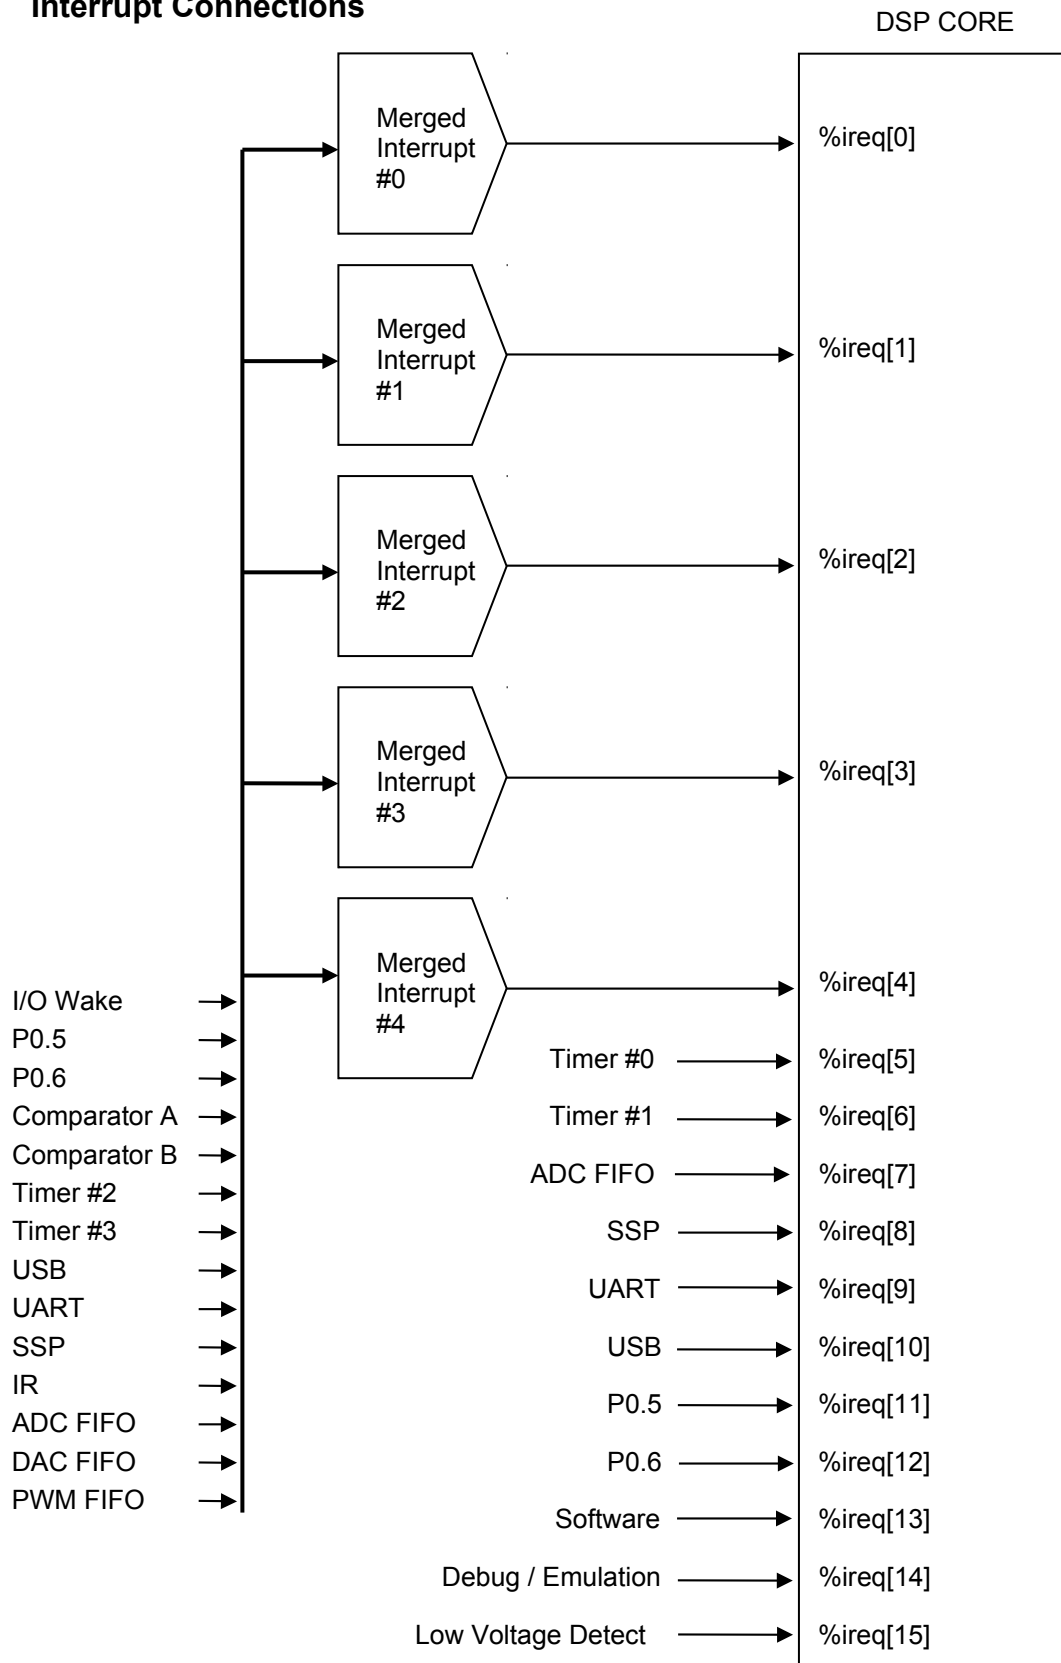 Interrupt Connections
DSP CORE
Merged
Interrupt
#0
%ireq[0]
Merged
Interrupt
#1
%ireq[1]
Merged
Interrupt
#2
%ireq[2]
Merged
Interrupt
#3
%ireq[3]
Merged
Interrupt
#4
%ireq[4]
I/O Wake
P0.5
P0.6
Comparator A
Comparator B
Timer #2
Timer #3
USB
UART
SSP
IR
ADC FIFO
DAC FIFO
PWM FIFO
Timer #0 %ireq[5]
Timer #1 %ireq[6]
ADC FIFO %ireq[7]
SSP %ireq[8]
UART %ireq[9]
USB %ireq[10]
P0.5 %ireq[11]
P0.6 %ireq[12]
Software %ireq[13]
Debug / Emulation %ireq[14]
Low Voltage Detect %ireq[15]